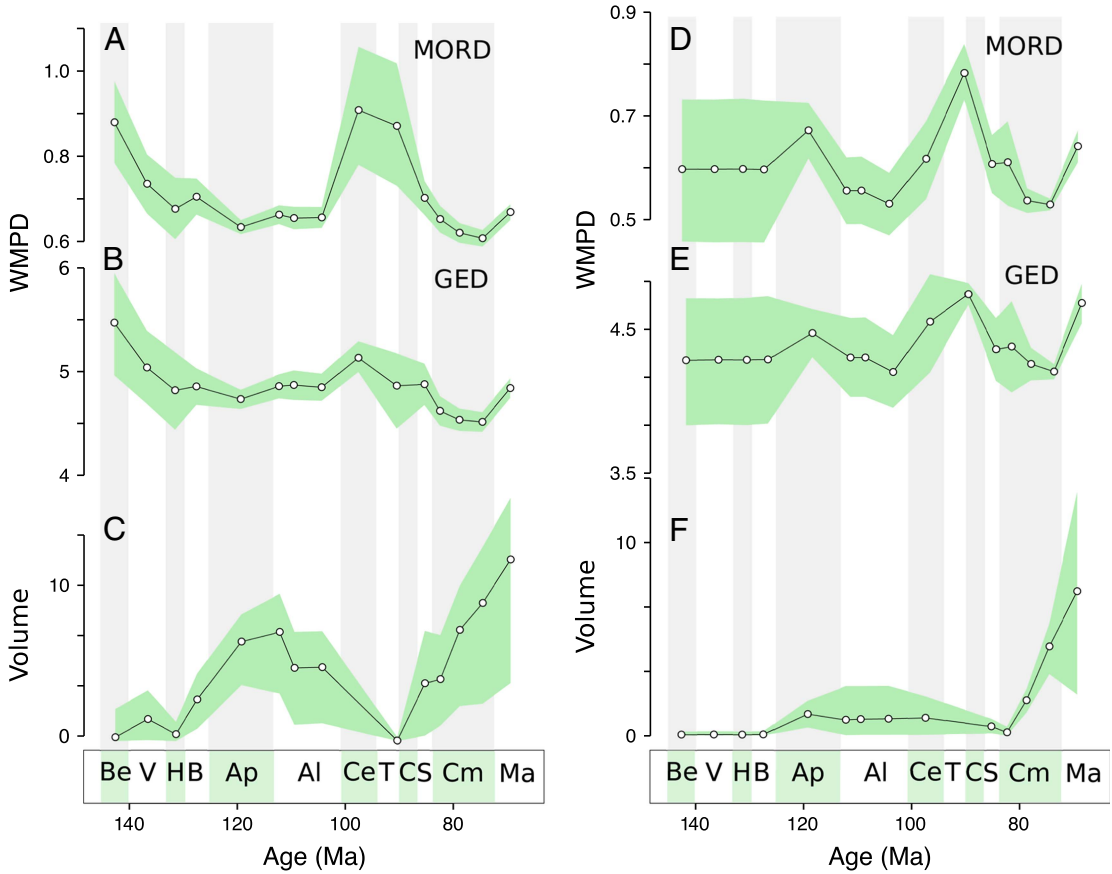 A
MORD
1.0
0.8
0.6
WMPD
B
GED
6
5
4
C
10
0
Volume
Be V H B Ap Al Ce T C S Cm Ma
140 120 100 80
Age (Ma)
D
MORD
0.9
0.7
0.5
WMPD
E
GED
4.5
3.5
F
10
0
Volume
Be V H B Ap Al Ce T C S Cm Ma
140 120 100 80
Age (Ma)